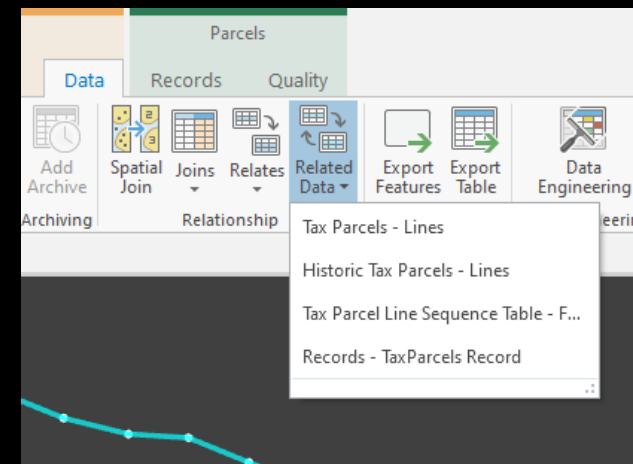 Parcels
Data Records Quality
Add Archive
Spatial Join
Joins
Relates
Related Data
Export Features
Export Table
Data Engineering
Archiving
Relationship
eerin
Tax Parcels - Lines
Historic Tax Parcels - Lines
Tax Parcel Line Sequence Table - F...
Records - TaxParcels Record